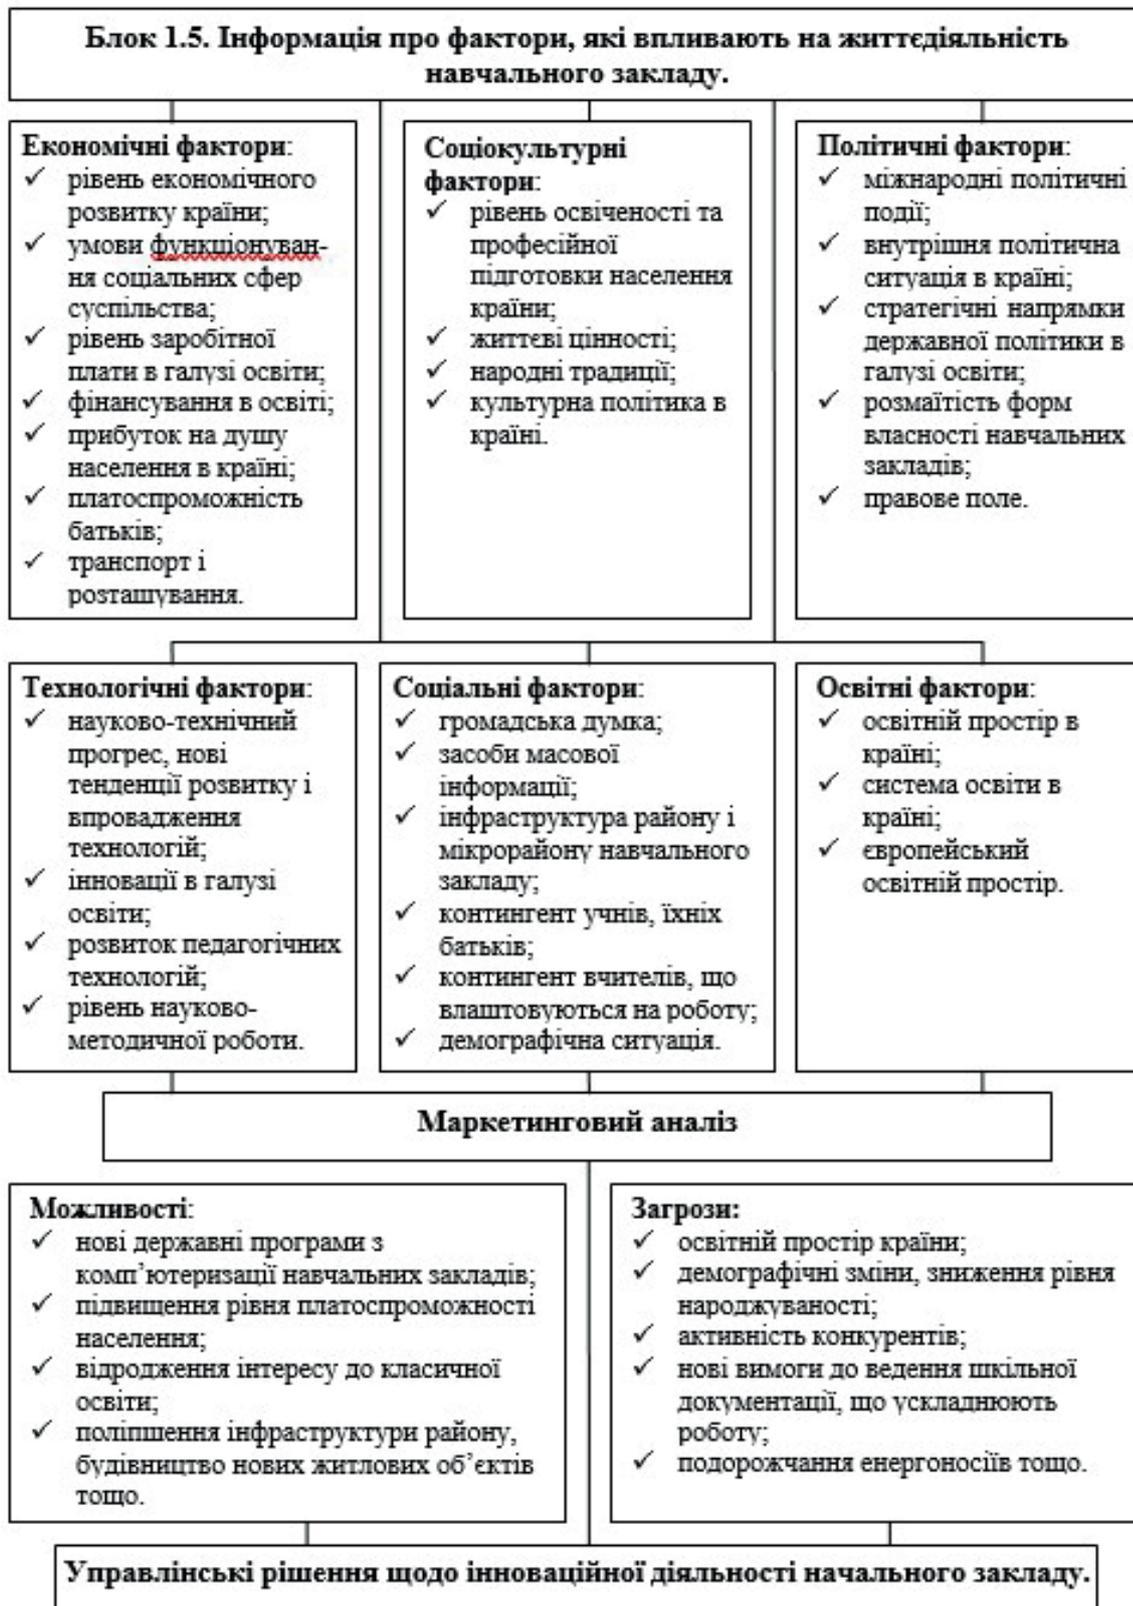 Блок 1.5. Інформація про фактори, які впливають на життєдіяльність
навчального закладу.
Економічні фактори:
✓ рівень економічного
розвитку країни;
✓ умови функціонуван-
ня соціальних сфер
суспільства;
✓ рівень заробітної
плати в галузі освіти;
✓ фінансування в освіті;
✓ прибуток на душу
населення в країні;
✓ платоспроможність
батьків;
✓ транспорт і
розташування.
Соціокультурні
фактори:
✓ рівень освіченості та
професійної
підготовки населення
країни;
✓ життєві цінності;
✓ народні традиції;
✓ культурна політика в
країні.
Політичні фактори:
✓ міжнародні політичні
події;
✓ внутрішня політична
ситуація в країні;
✓ стратегічні напрямки
державної політики в
галузі освіти;
✓ розмаїтість форм
власності навчальних
закладів;
✓ правове поле.
Технологічні фактори:
✓ науково-технічний
прогрес, нові
тенденції розвитку і
впровадження
технологій;
✓ інновації в галузі
освіти;
✓ розвиток педагогічних
технологій;
✓ рівень науково-
методичної роботи.
Соціальні фактори:
✓ громадська думка;
✓ засоби масової
інформації;
✓ інфраструктура району і
мікрорайону навчального
закладу;
✓ контингент учнів, їхніх
батьків;
✓ контингент вчителів, що
влаштовуються на роботу;
✓ демографічна ситуація.
Освітні фактори:
✓ освітній простір в
країні;
✓ система освіти в
країні;
✓ європейський
освітній простір.
Маркетинговий аналіз
Можливості:
✓ нові державні програми з
комп’ютеризації навчальних закладів;
✓ підвищення рівня платоспроможності
населення;
✓ відродження інтересу до класичної
освіти;
✓ поліпшення інфраструктури району,
будівництво нових житлових об’єктів
тощо.
Загрози:
✓ освітній простір країни;
✓ демографічні зміни, зниження рівня
народжуваності;
✓ активність конкурентів;
✓ нові вимоги до ведення шкільної
документації, що ускладнюють
роботу;
✓ подорожчання енергоносіїв тощо.
Управлінські рішення щодо інноваційної діяльності начального закладу.